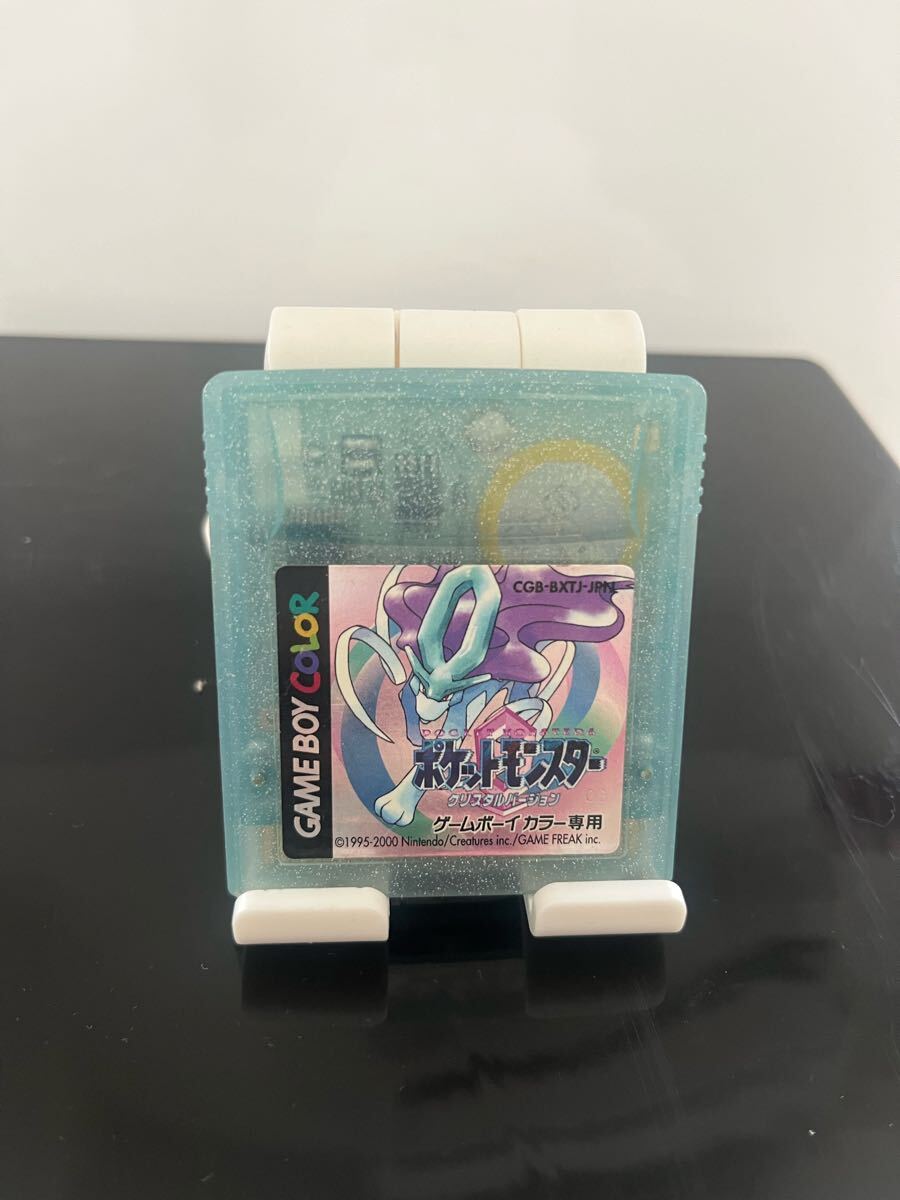 CGB-BXTJ-JPN
GAME BOY COLOR
POCKET MONSTERS
ポケットモンスター
クリスタルバージョン
ゲームボーイ カラー専用
©1995-2000 Nintendo/Creatures inc./GAME FREAK inc.